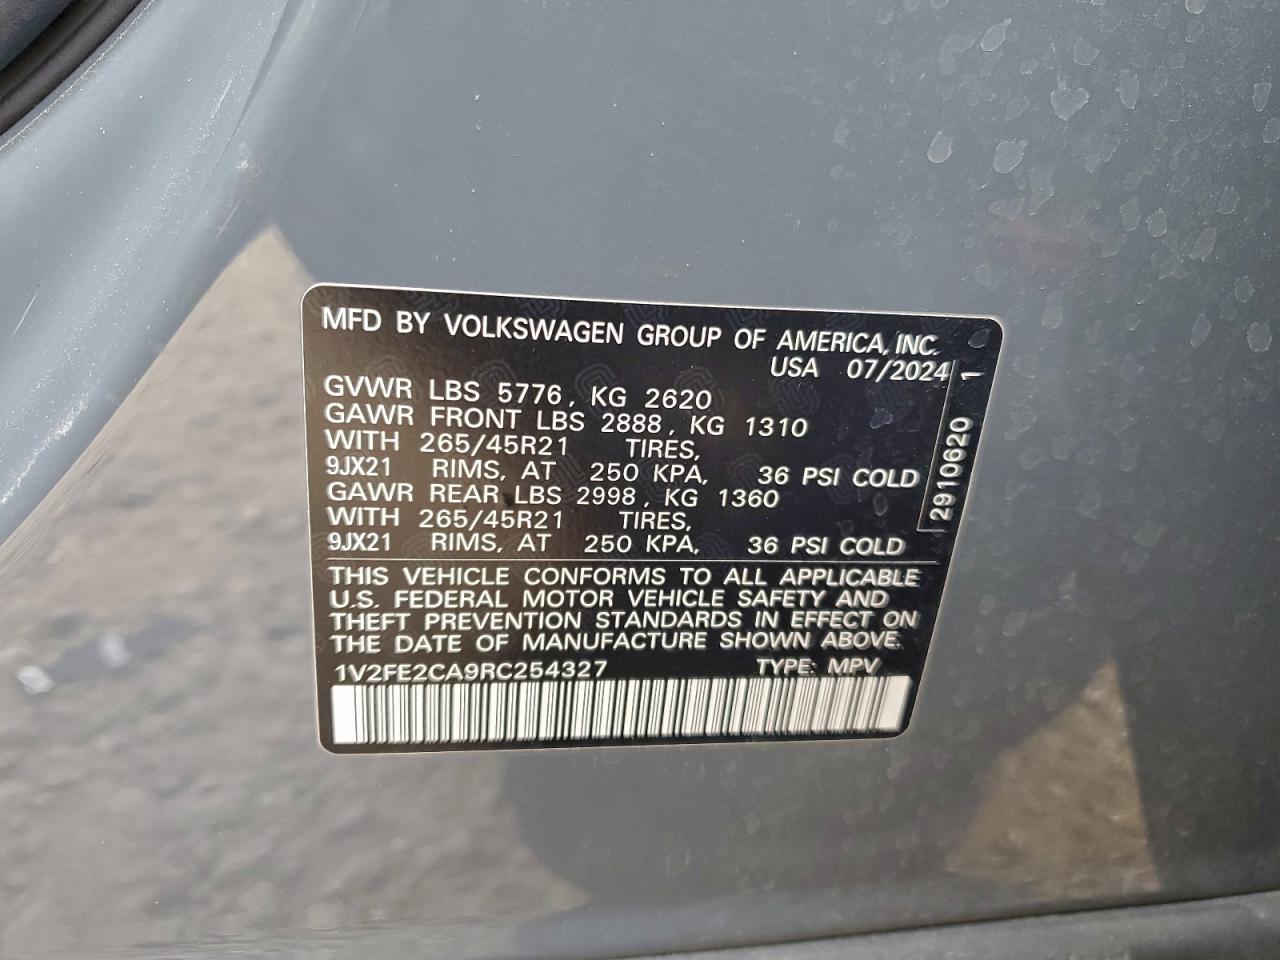 MFD BY VOLKSWAGEN GROUP OF AMERICA, INC.
USA 07/2024
GVWR LBS 5776, KG 2620
GAWR FRONT LBS 2888, KG 1310
WITH 265/45R21 TIRES,
9JX21 RIMS, AT 250 KPA, 36 PSI COLD
GAWR REAR LBS 2998, KG 1360
WITH 265/45R21 TIRES,
9JX21 RIMS, AT 250 KPA, 36 PSI COLD
2910620 1
THIS VEHICLE CONFORMS TO ALL APPLICABLE
U.S. FEDERAL MOTOR VEHICLE SAFETY AND
THEFT PREVENTION STANDARDS IN EFFECT ON
THE DATE OF MANUFACTURE SHOWN ABOVE.
1V2FE2CA9RC254327 TYPE: MPV